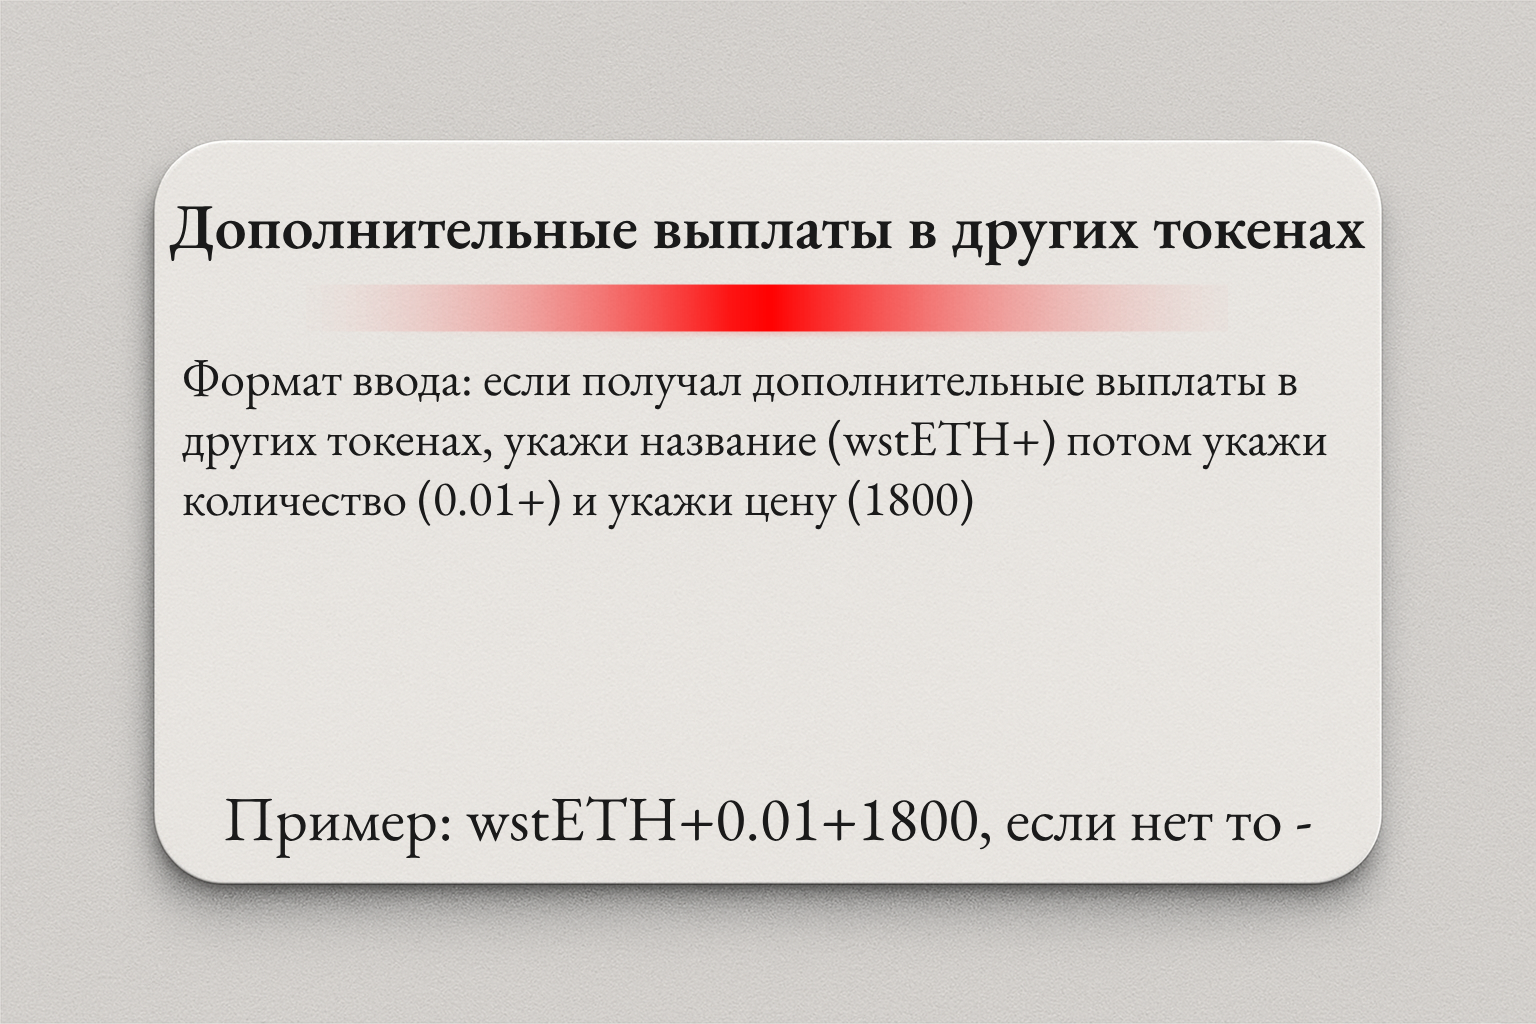 Дополнительные выплаты в других токенах
Формат ввода: если получал дополнительные выплаты в
других токенах, укажи название (wstETH+) потом укажи
количество (0.01+) и укажи цену (1800)
Пример: wstETH+0.01+1800, если нет то -